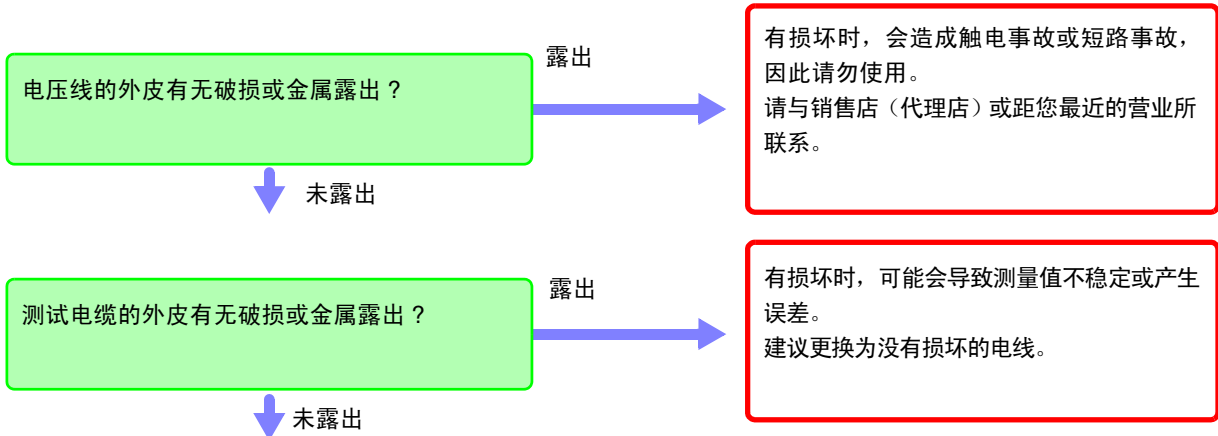 电压线的外皮有无破损或金属露出？
露出
有损坏时，会造成触电事故或短路事故，
因此请勿使用。
请与销售店（代理店）或距您最近的营业所
联系。
未露出
测试电缆的外皮有无破损或金属露出？
露出
有损坏时，可能会导致测量值不稳定或产生
误差。
建议更换为没有损坏的电线。
未露出